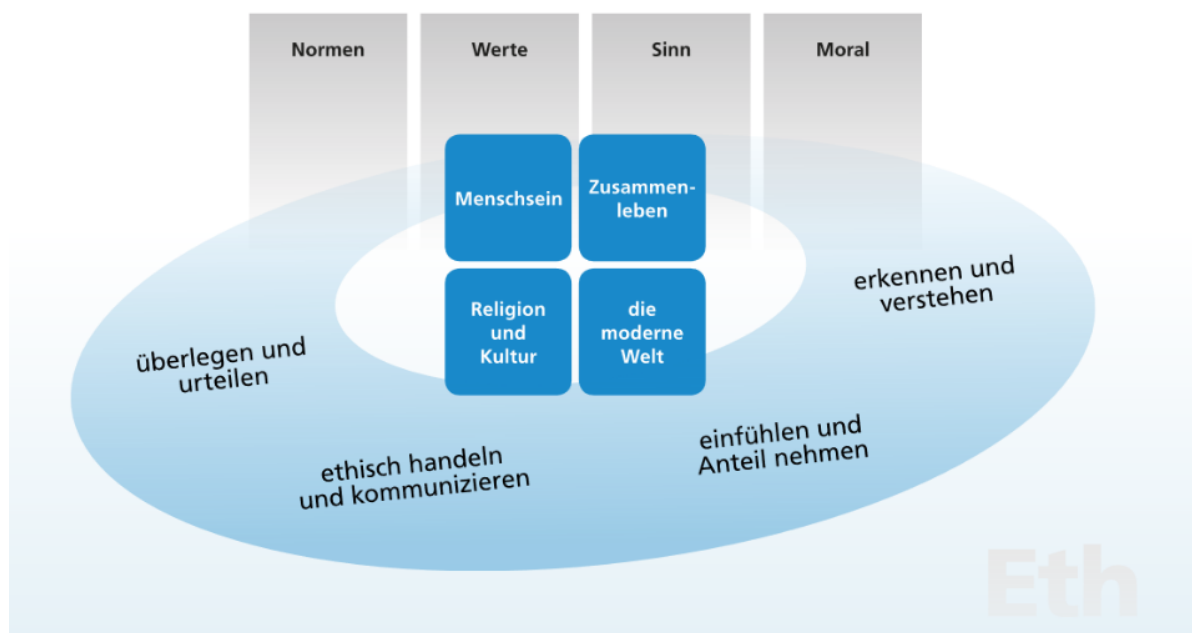 Normen
Werte
Sinn
Moral
Menschsein
Zusammen-
leben
Religion
und
Kultur
die
moderne
Welt
erkennen und
verstehen
überlegen und
urteilen
einfühlen und
Anteil nehmen
ethisch handeln
und kommunizieren
Eth